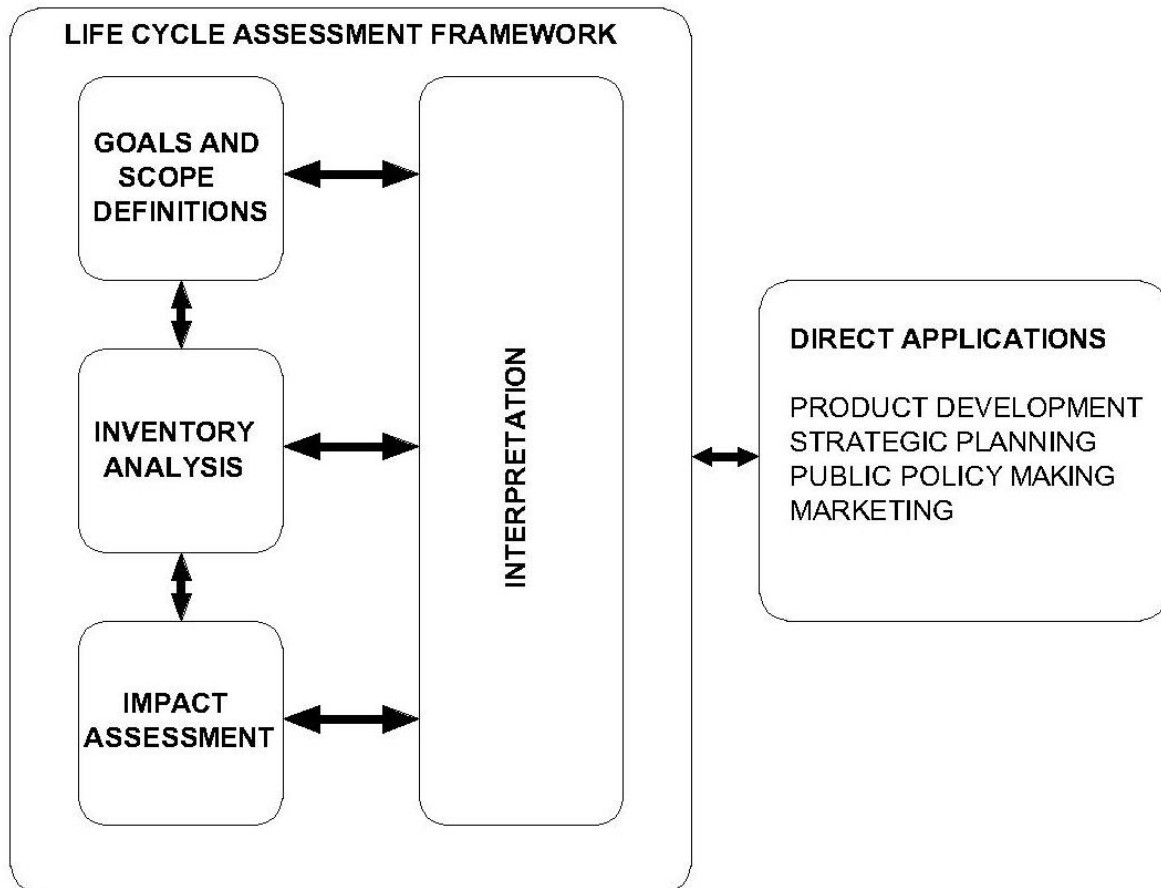 LIFE CYCLE ASSESSMENT FRAMEWORK
GOALS AND
SCOPE
DEFINITIONS
INVENTORY
ANALYSIS
IMPACT
ASSESSMENT
INTERPRETATION
DIRECT APPLICATIONS
PRODUCT DEVELOPMENT
STRATEGIC PLANNING
PUBLIC POLICY MAKING
MARKETING